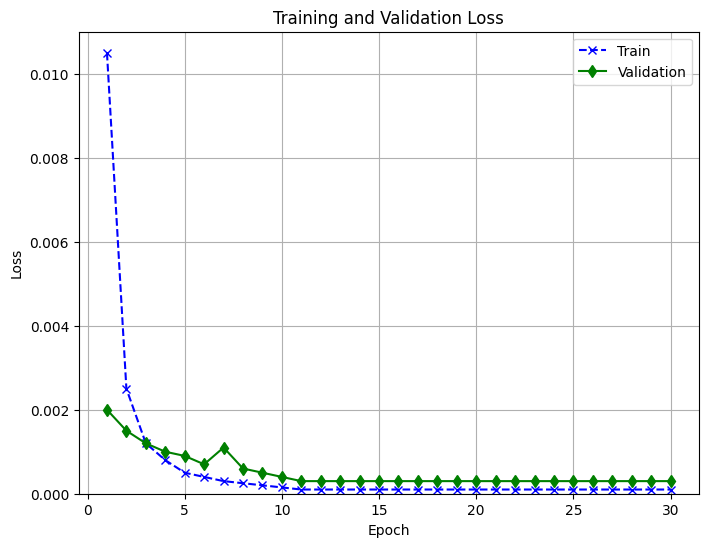 Training and Validation Loss
Train
Validation
0.010
0.008
0.006
0.004
0.002
0.000
Loss
0 5 10 15 20 25 30
Epoch